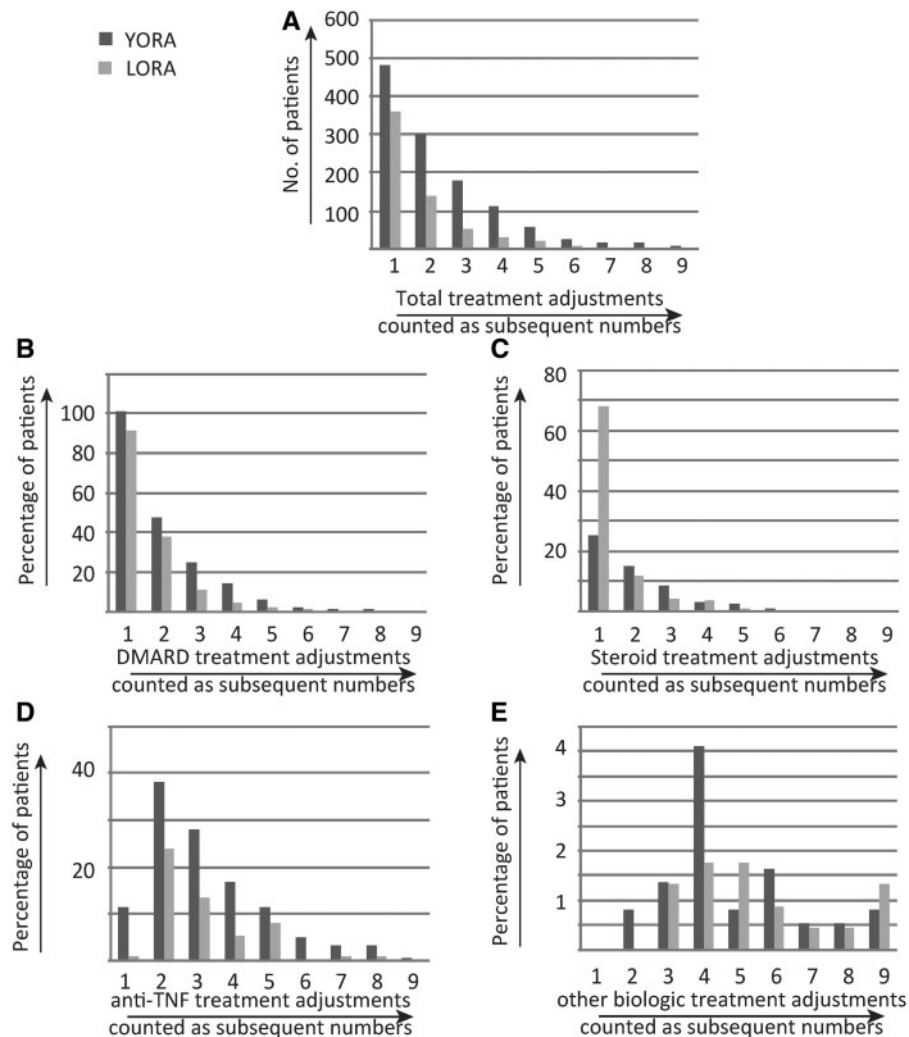 YORA
LORA
A
No. of patients
600
500
400
300
200
100
1 2 3 4 5 6 7 8 9
Total treatment adjustments
counted as subsequent numbers
B
Percentage of patients
100
80
60
40
20
1 2 3 4 5 6 7 8 9
DMARD treatment adjustments
counted as subsequent numbers
C
Percentage of patients
80
60
40
20
1 2 3 4 5 6 7 8 9
Steroid treatment adjustments
counted as subsequent numbers
D
Percentage of patients
40
20
1 2 3 4 5 6 7 8 9
anti-TNF treatment adjustments
counted as subsequent numbers
E
Percentage of patients
4
3
2
1
1 2 3 4 5 6 7 8 9
other biologic treatment adjustments
counted as subsequent numbers